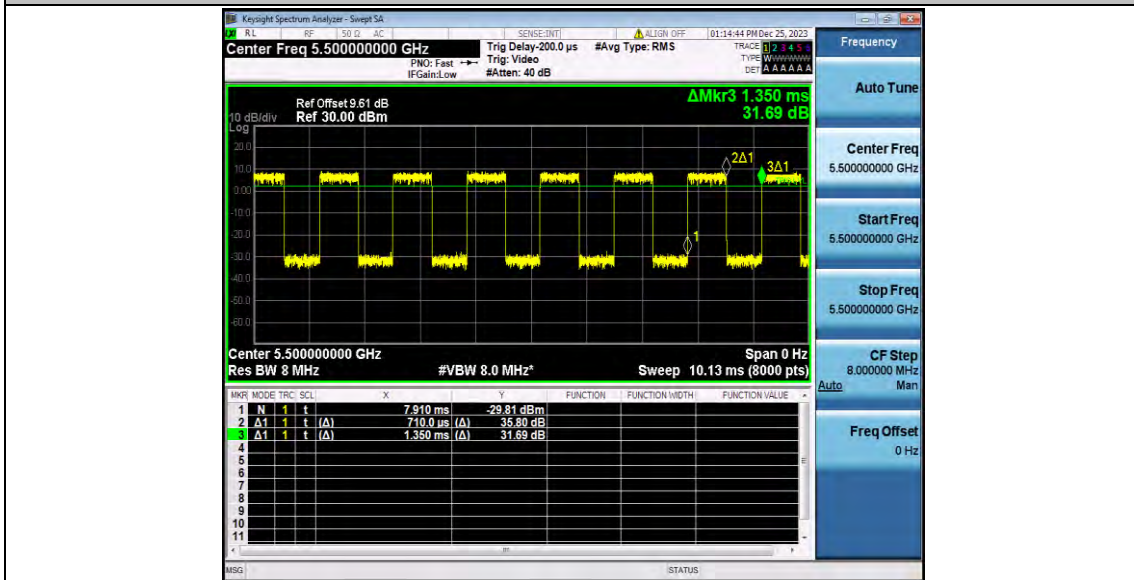 Keysight Spectrum Analyzer - Swept SA
RL RF 50 Ω AC SENSE:INT ALIGN OFF 01:14:44 PM Dec 25, 2023
Center Freq 5.500000000 GHz Trig Delay-200.0 µs #Avg Type: RMS TRACE 1 2 3 4 5 6
PNO: Fast Trig: Video TYPE
IFGain:Low #Atten: 40 dB DET A A A A A A
Frequency
Auto Tune
Center Freq
5.500000000 GHz
Start Freq
5.500000000 GHz
Stop Freq
5.500000000 GHz
CF Step
8.000000 MHz
Auto Man
Freq Offset
0 Hz
ΔMkr3 1.350 ms
31.69 dB
Ref Offset 9.61 dB
10 dB/div Ref 30.00 dBm
Log
20.0
10.0
0.00
-10.0
-20.0
-30.0
-40.0
-50.0
-60.0
2Δ1
3Δ1
1
Center 5.500000000 GHz Span 0 Hz
Res BW 8 MHz #VBW 8.0 MHz* Sweep 10.13 ms (8000 pts)
MKR MODE TRC SCL X Y FUNCTION FUNCTION WIDTH FUNCTION VALUE
1 N 1 t 7.910 ms -29.81 dBm
2 Δ1 1 t (Δ) 710.0 µs (Δ) 35.80 dB
3 Δ1 1 t (Δ) 1.350 ms (Δ) 31.69 dB
4
5
6
7
8
9
10
11
MSG STATUS